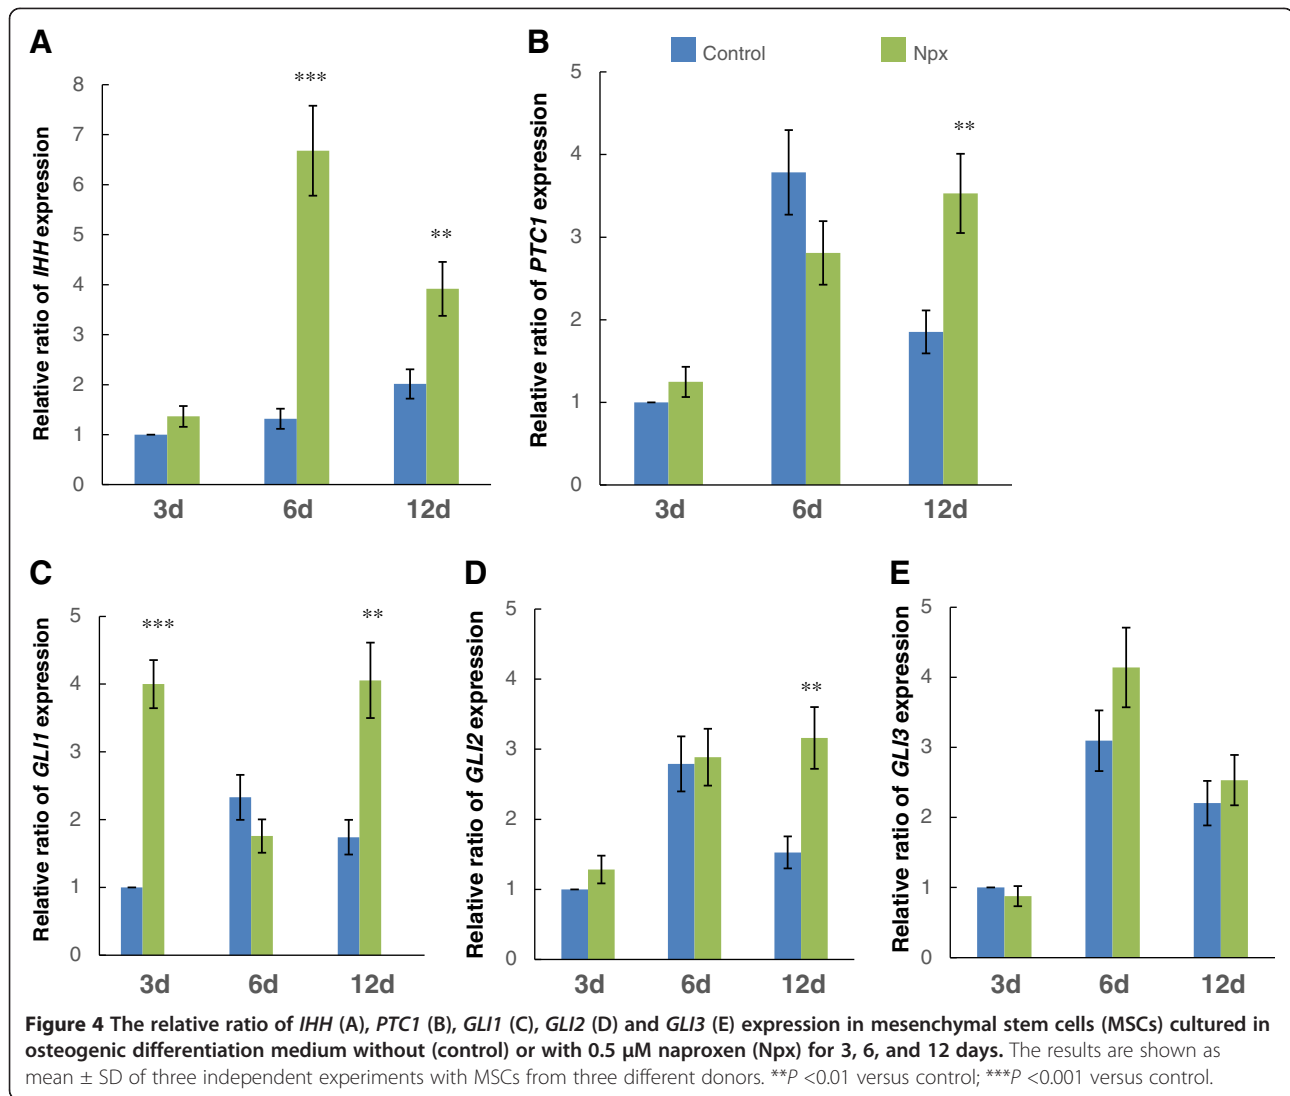 A
Relative ratio of IHH expression
8
7
6
5
4
3
2
1
0
***
**
3d 6d 12d
B
Control Npx
Relative ratio of PTC1 expression
5
4
3
2
1
0
**
3d 6d 12d
C
Relative ratio of GLI1 expression
5
4
3
2
1
0
***
**
3d 6d 12d
D
Relative ratio of GLI2 expression
5
4
3
2
1
0
**
3d 6d 12d
E
Relative ratio of GLI3 expression
5
4
3
2
1
0
3d 6d 12d
Figure 4 The relative ratio of IHH (A), PTC1 (B), GLI1 (C), GLI2 (D) and GLI3 (E) expression in mesenchymal stem cells (MSCs) cultured in
osteogenic differentiation medium without (control) or with 0.5 μM naproxen (Npx) for 3, 6, and 12 days. The results are shown as
mean ± SD of three independent experiments with MSCs from three different donors. **P <0.01 versus control; ***P <0.001 versus control.